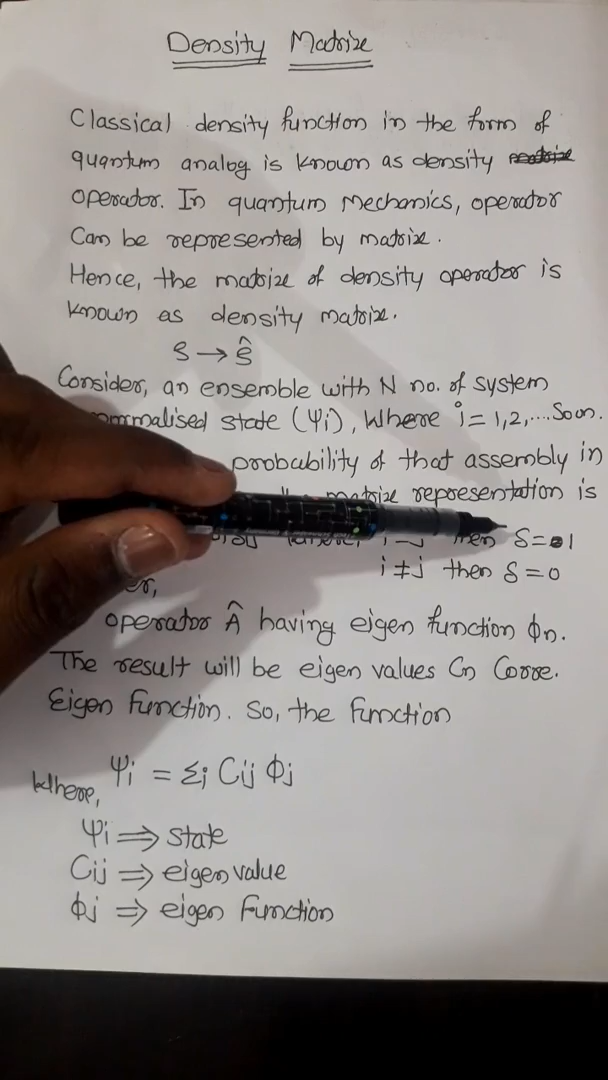 Density Matrix
Classical density function in the form of
quantum analog is known as density
operator. In quantum Mechanics, operator
Can be represented by matrix.
Hence, the matrix of density operator is
known as density matrix.
ρ → ρ̂
Consider, an ensemble with N no. of system
normalised state (Ψi), Where i = 1,2,... Soon.
probability of that assembly in
matrix representation is
then δ = 1
i ≠ j then δ = 0
operator Â having eigen function ϕn.
The result will be eigen values Cn Corre.
Eigen Function. So, the function
Ψi = Σj Cij ϕj
Where,
Ψi ⇒ state
Cij ⇒ eigen value
ϕj ⇒ eigen Function